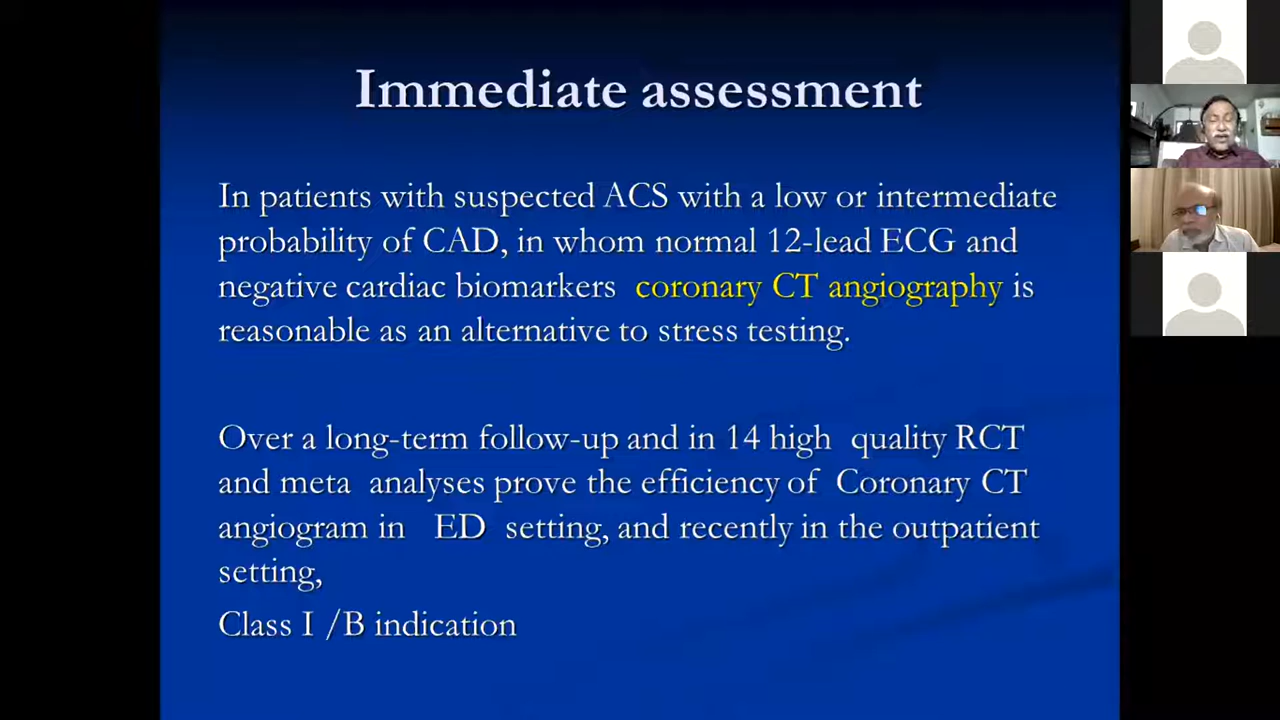 Immediate assessment
In patients with suspected ACS with a low or intermediate
probability of CAD, in whom normal 12-lead ECG and
negative cardiac biomarkers coronary CT angiography is
reasonable as an alternative to stress testing.
Over a long-term follow-up and in 14 high quality RCT
and meta analyses prove the efficiency of Coronary CT
angiogram in ED setting, and recently in the outpatient
setting,
Class I /B indication